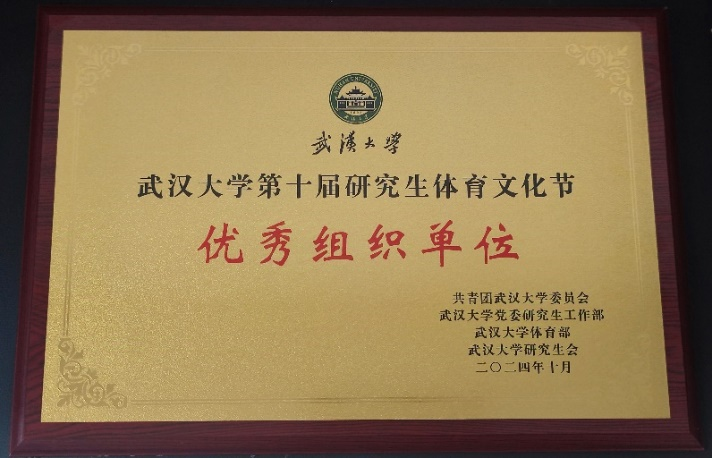 武漢大學
武汉大学第十届研究生体育文化节
优秀组织单位
共青团武汉大学委员会
武汉大学党委研究生工作部
武汉大学体育部
武汉大学研究生会
二〇二四年十月